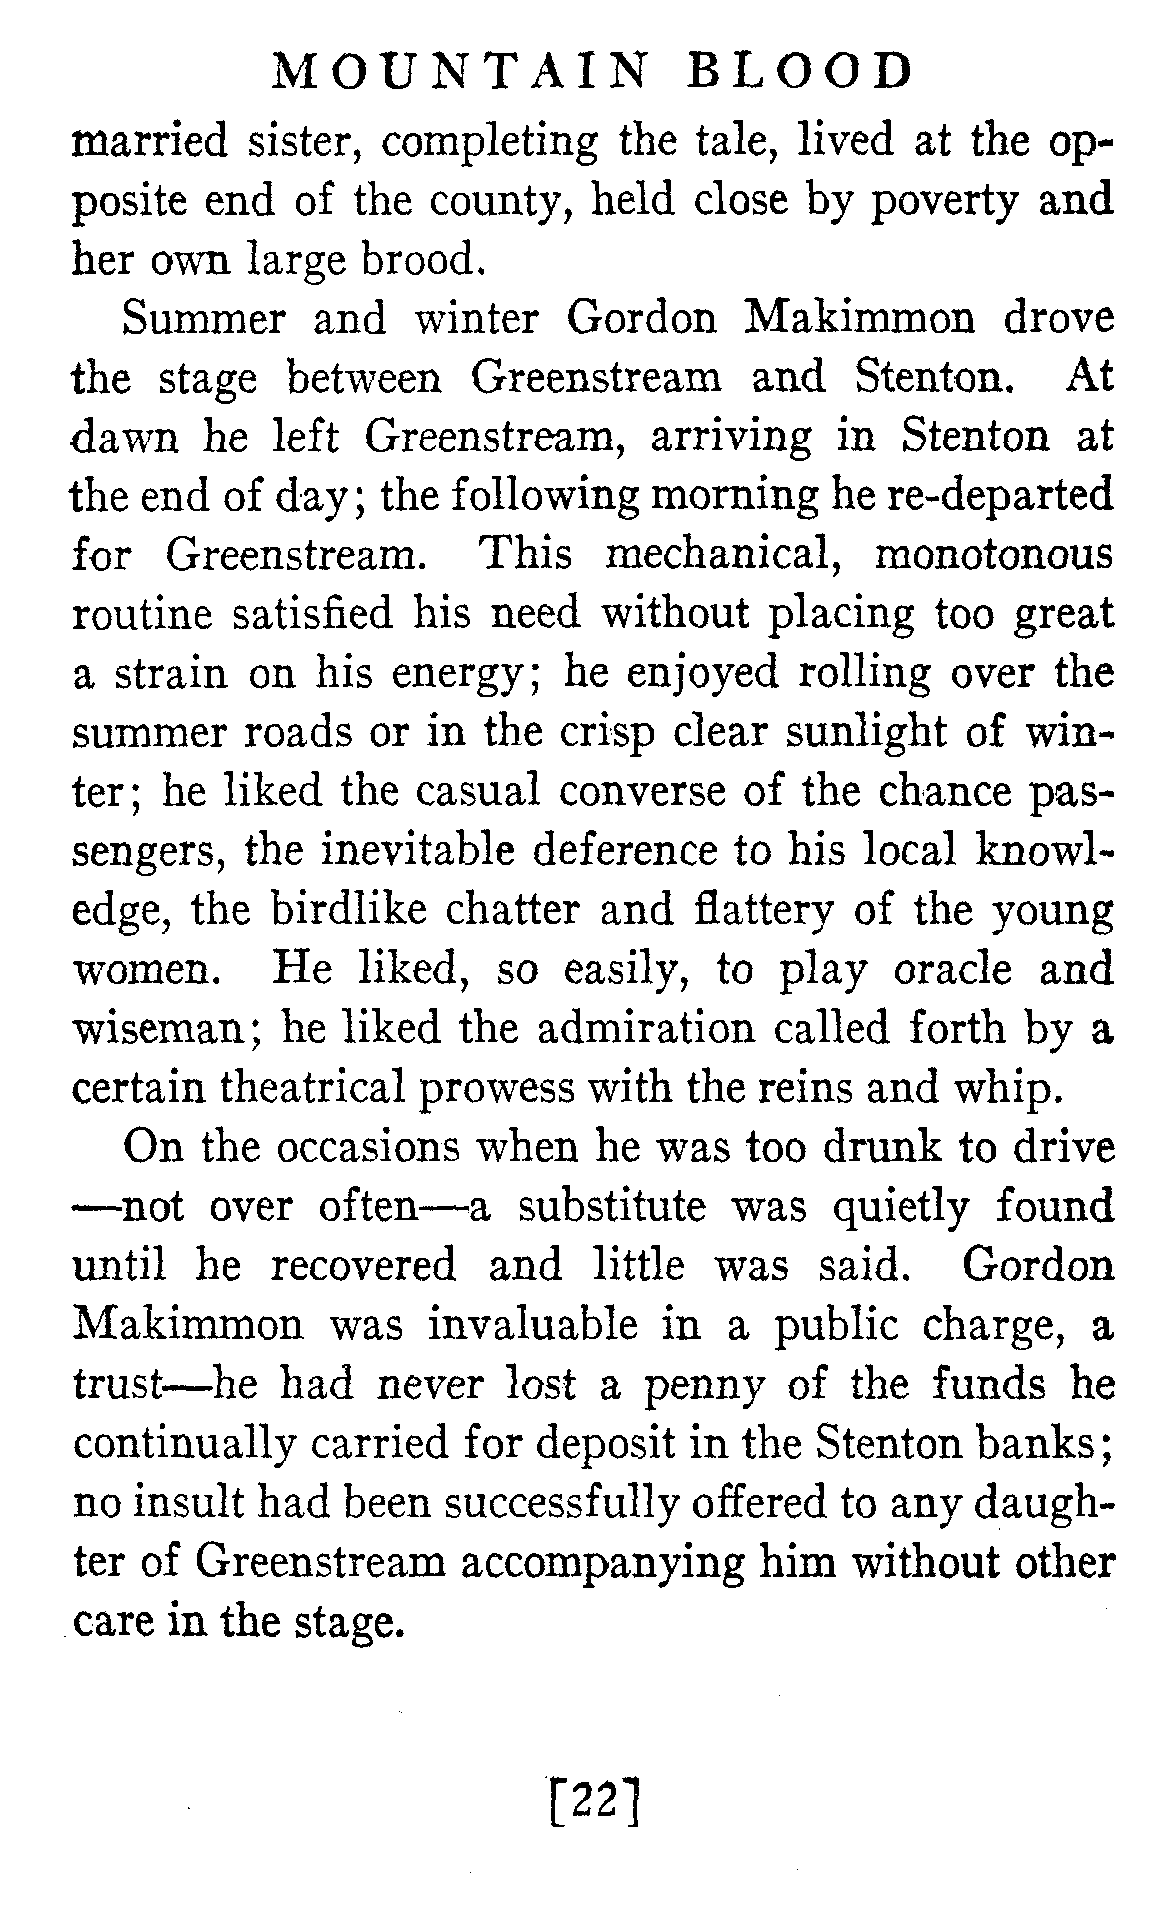 MOUNTAIN BLOOD
married sister, completing the tale, lived at the op-
posite end of the county, held close by poverty and
her own large brood.
Summer and winter Gordon Makimmon drove
the stage between Greenstream and Stenton. At
dawn he left Greenstream, arriving in Stenton at
the end of day; the following morning he re-departed
for Greenstream. This mechanical, monotonous
routine satisfied his need without placing too great
a strain on his energy; he enjoyed rolling over the
summer roads or in the crisp clear sunlight of win-
ter; he liked the casual converse of the chance pas-
sengers, the inevitable deference to his local knowl-
edge, the birdlike chatter and flattery of the young
women. He liked, so easily, to play oracle and
wiseman; he liked the admiration called forth by a
certain theatrical prowess with the reins and whip.
On the occasions when he was too drunk to drive
—not over often—a substitute was quietly found
until he recovered and little was said. Gordon
Makimmon was invaluable in a public charge, a
trust—he had never lost a penny of the funds he
continually carried for deposit in the Stenton banks;
no insult had been successfully offered to any daugh-
ter of Greenstream accompanying him without other
care in the stage.
[22]